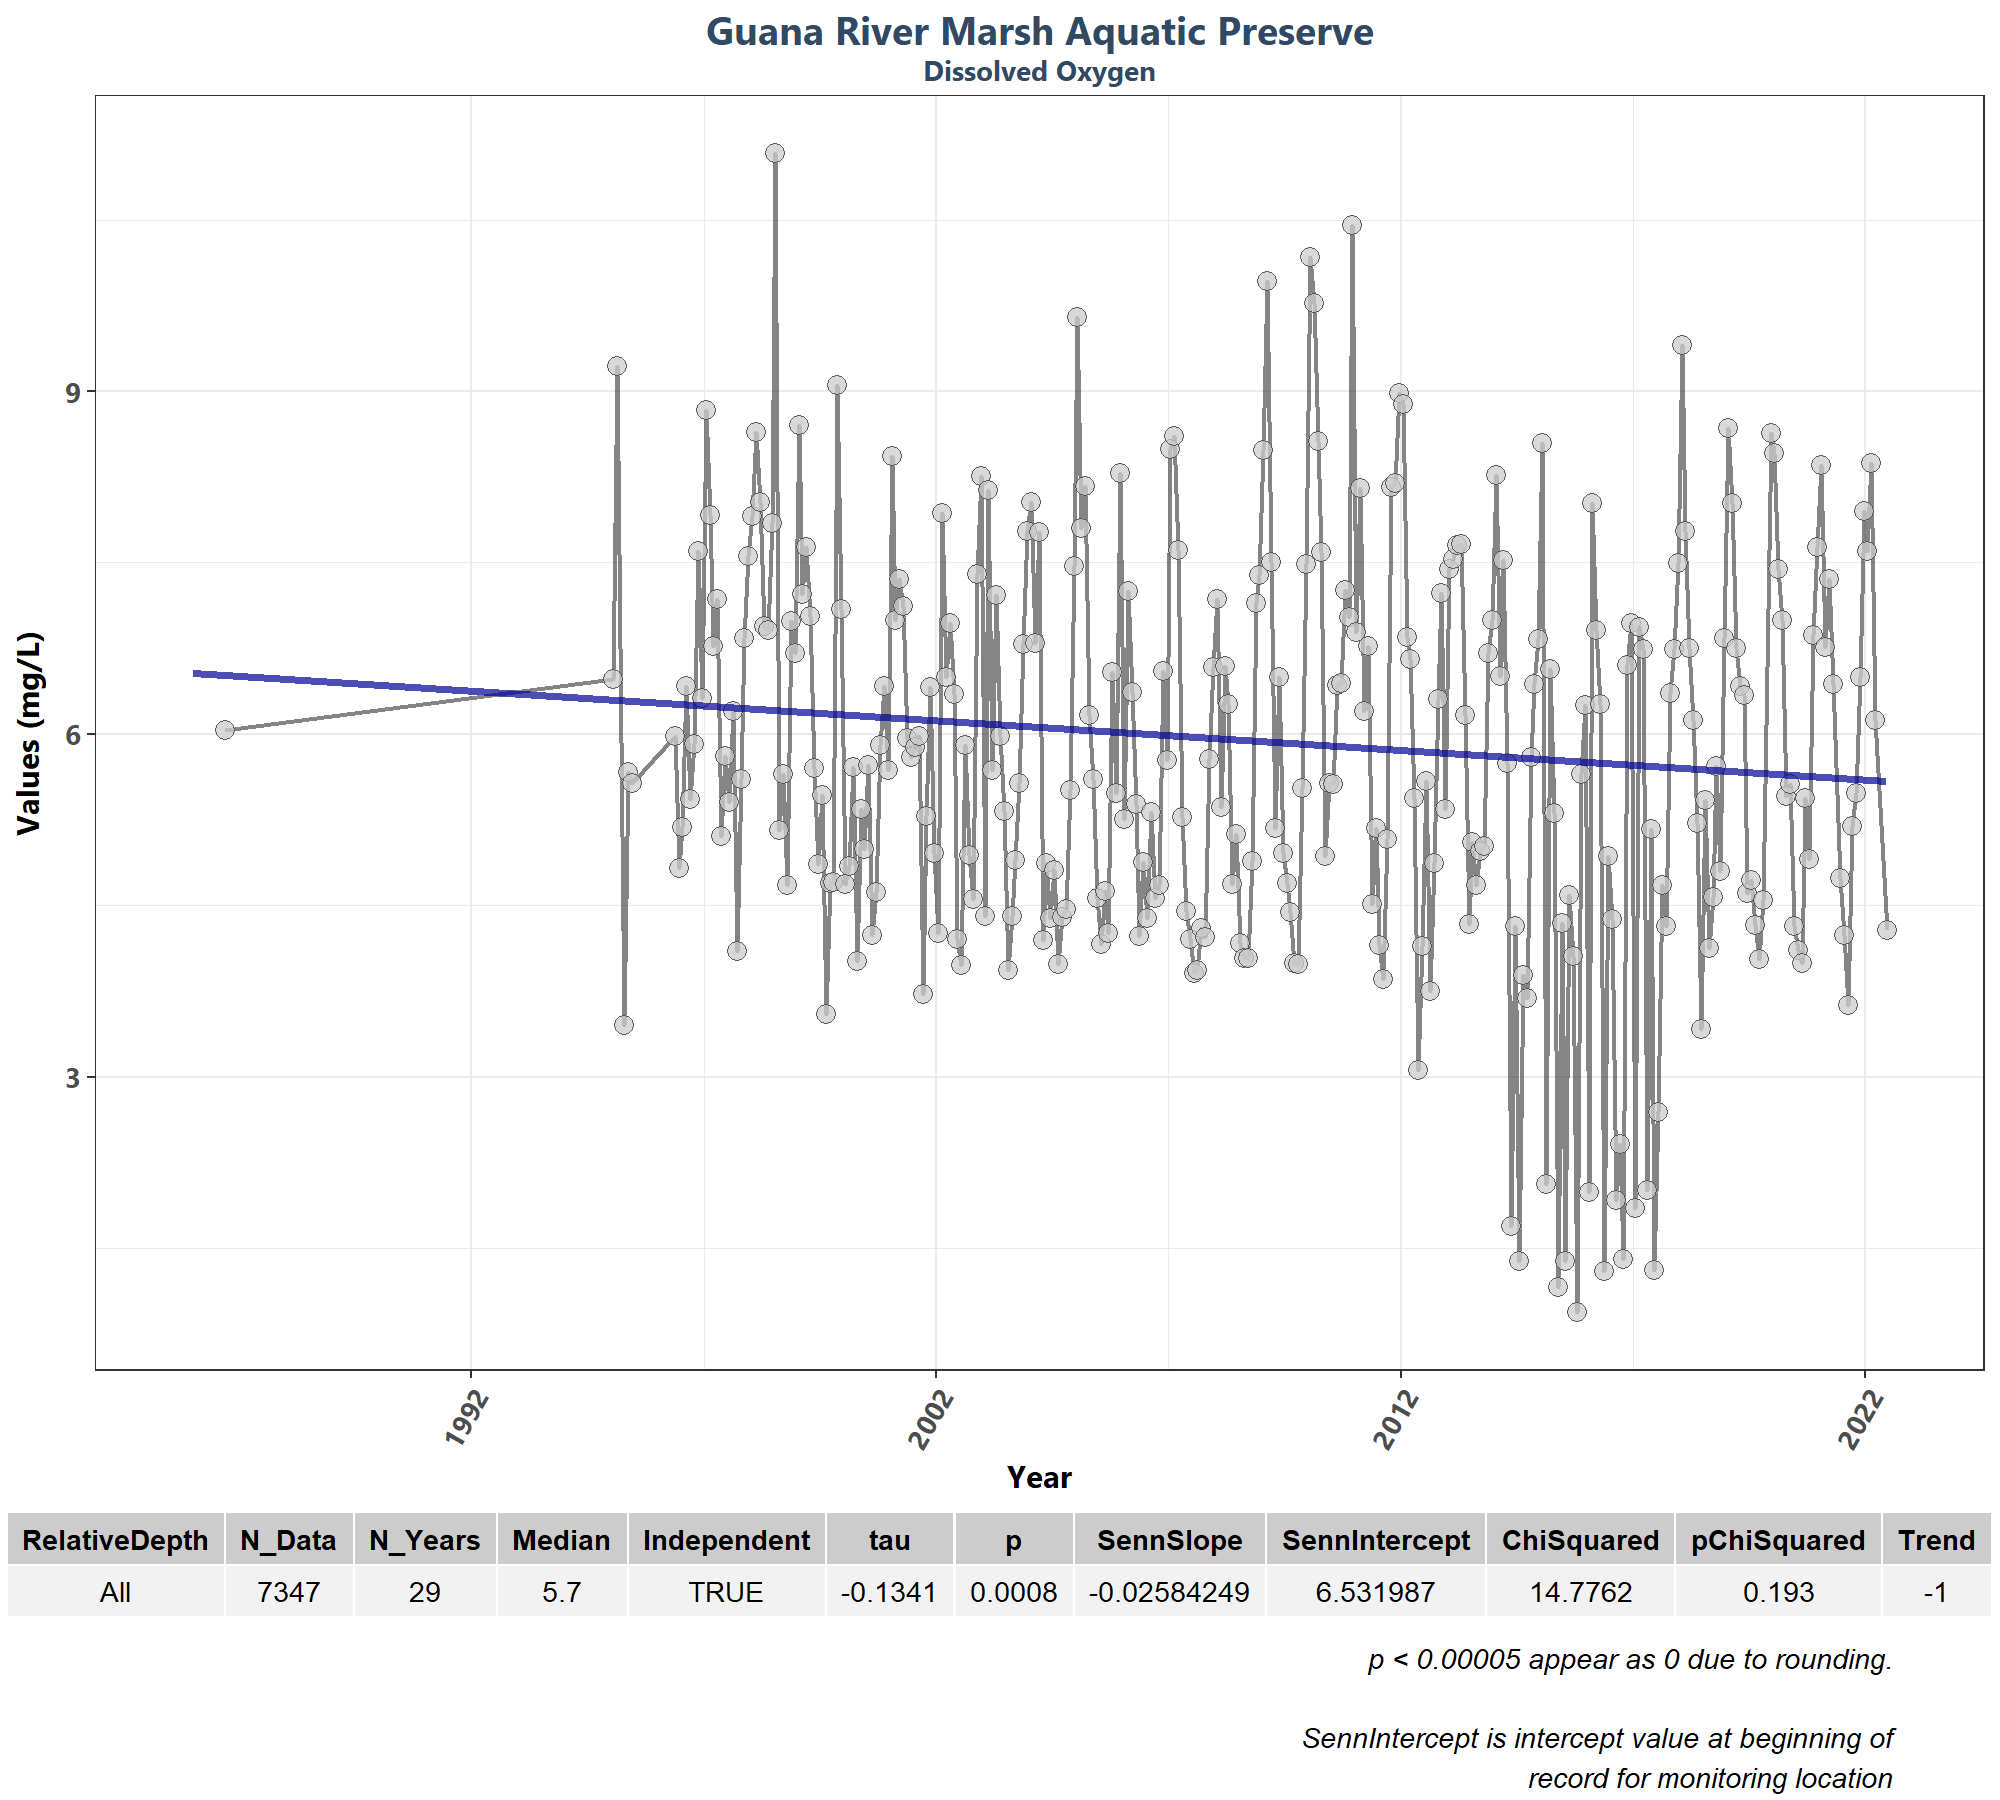 Guana River Marsh Aquatic Preserve
Dissolved Oxygen
Values (mg/L)
9
6
3
1992
2002
2012
2022
Year
RelativeDepth N_Data N_Years Median Independent tau p SennSlope SennIntercept ChiSquared pChiSquared Trend
All 7347 29 5.7 TRUE -0.1341 0.0008 -0.02584249 6.531987 14.7762 0.193 -1
p < 0.00005 appear as 0 due to rounding.
SennIntercept is intercept value at beginning of
record for monitoring location